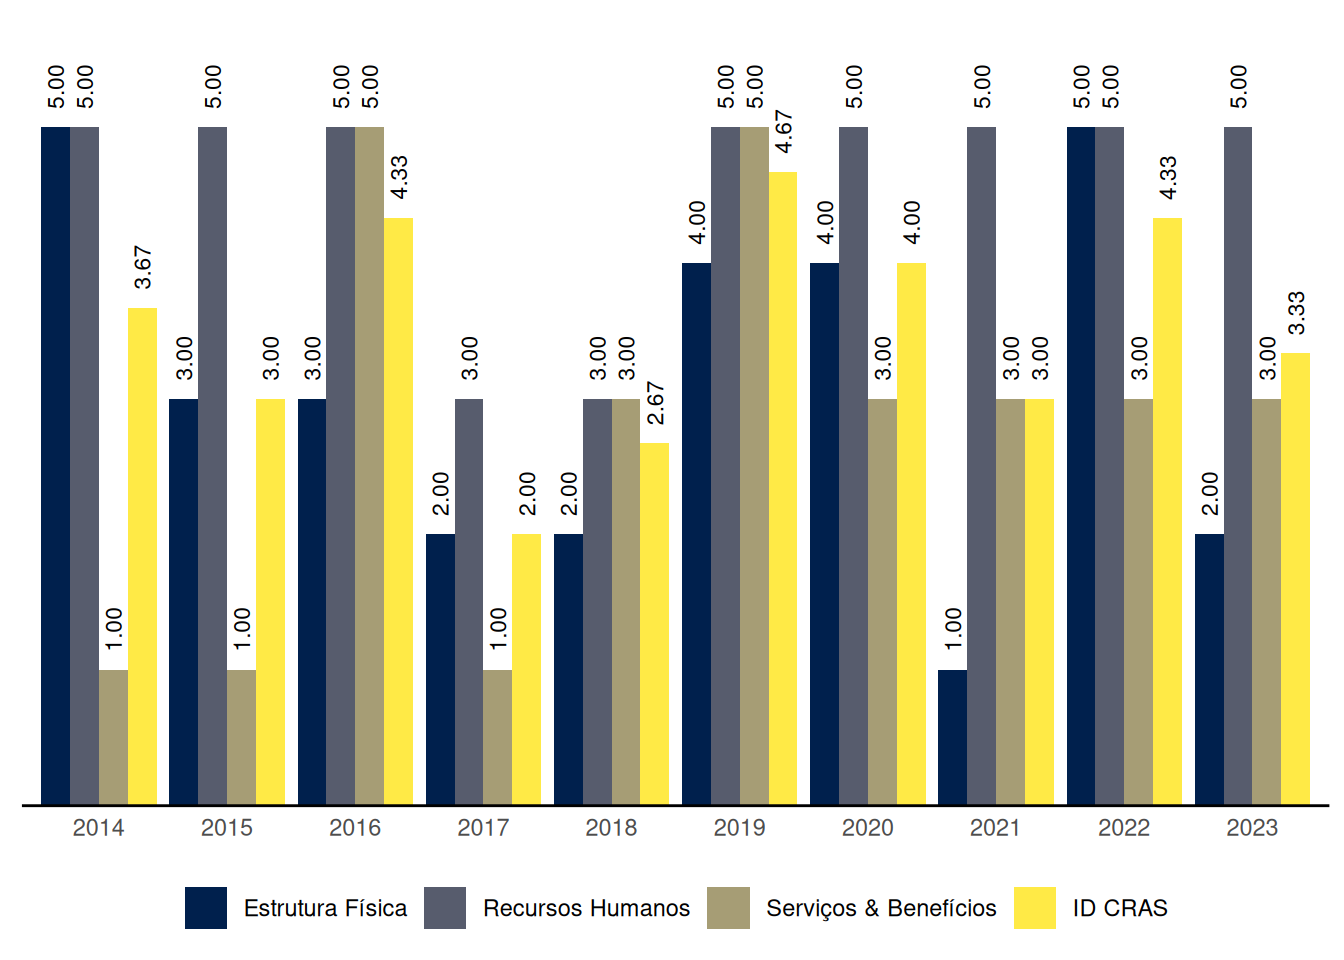 5.00 5.00 1.00 3.67
3.00 5.00 1.00 3.00
3.00 5.00 5.00 4.33
2.00 3.00 1.00 2.00
2.00 3.00 3.00 2.67
4.00 5.00 5.00 4.67
4.00 5.00 3.00 4.00
1.00 5.00 3.00 3.00
5.00 5.00 3.00 4.33
2.00 5.00 3.00 3.33
2014 2015 2016 2017 2018 2019 2020 2021 2022 2023
Estrutura Física Recursos Humanos Serviços & Benefícios ID CRAS